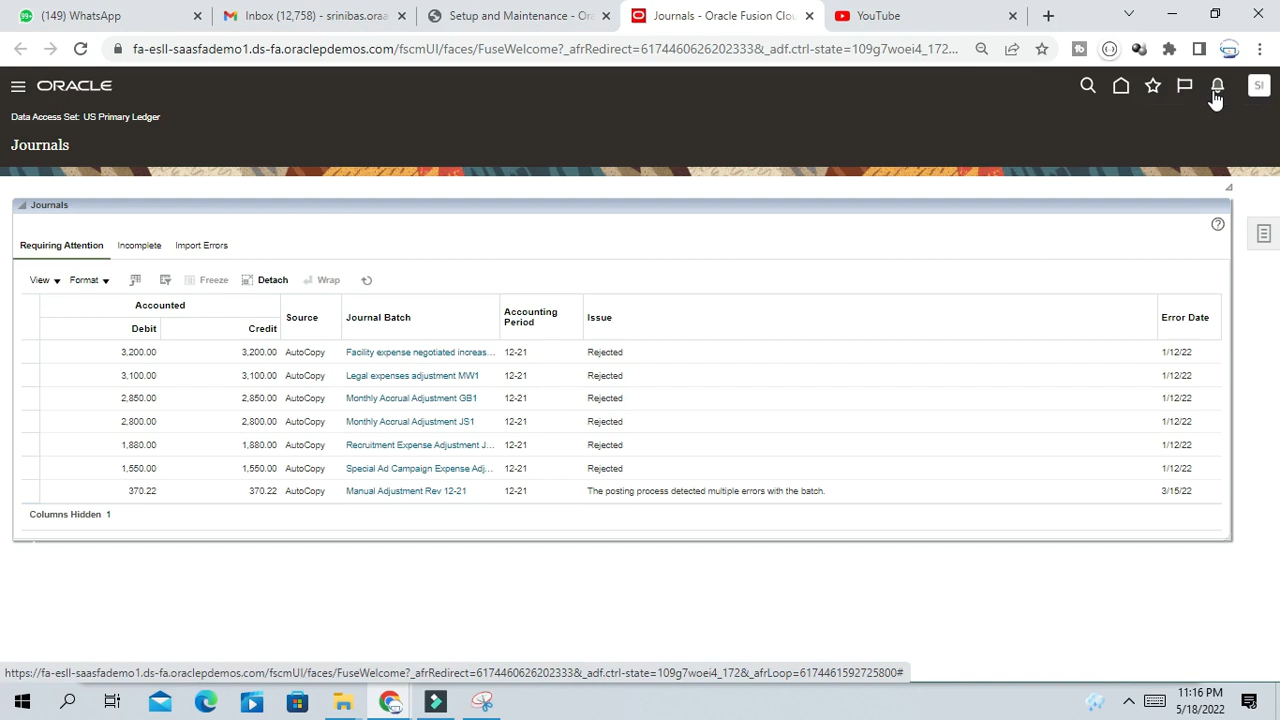 (149) WhatsApp
Inbox (12,758) - srinibas.saa
Setup and Maintenance - Ora
Journals - Oracle Fusion Clou
YouTube
fa-esll-saasfademo1.ds-fa.oraclepdemos.com/fscmUI/faces/FuseWelcome?_afrRedirect=6174460626202333&_adf.ctrl-state=109g7woei4_172...
ORACLE
SI
Data Access Set: US Primary Ledger
Journals
Journals
Requiring Attention Incomplete Import Errors
View Format Freeze Detach Wrap
Accounted
Debit Credit Source Journal Batch Accounting Period Issue Error Date
3,200.00 3,200.00 AutoCopy Facility expense negotiated increas... 12-21 Rejected 1/12/22
3,100.00 3,100.00 AutoCopy Legal expenses adjustment MW1 12-21 Rejected 1/12/22
2,850.00 2,850.00 AutoCopy Monthly Accrual Adjustment GB1 12-21 Rejected 1/12/22
2,800.00 2,800.00 AutoCopy Monthly Accrual Adjustment JS1 12-21 Rejected 1/12/22
1,880.00 1,880.00 AutoCopy Recruitment Expense Adjustment J... 12-21 Rejected 1/12/22
1,550.00 1,550.00 AutoCopy Special Ad Campaign Expense Adj... 12-21 Rejected 1/12/22
370.22 370.22 AutoCopy Manual Adjustment Rev 12-21 12-21 The posting process detected multiple errors with the batch. 3/15/22
Columns Hidden 1
https://fa-esll-saasfademo1.ds-fa.oraclepdemos.com/fscmUI/faces/FuseWelcome?_afrRedirect=6174460626202333&_adf.ctrl-state=109g7woei4_172&_afrLoop=6174461592725800#
11:16 PM
5/18/2022